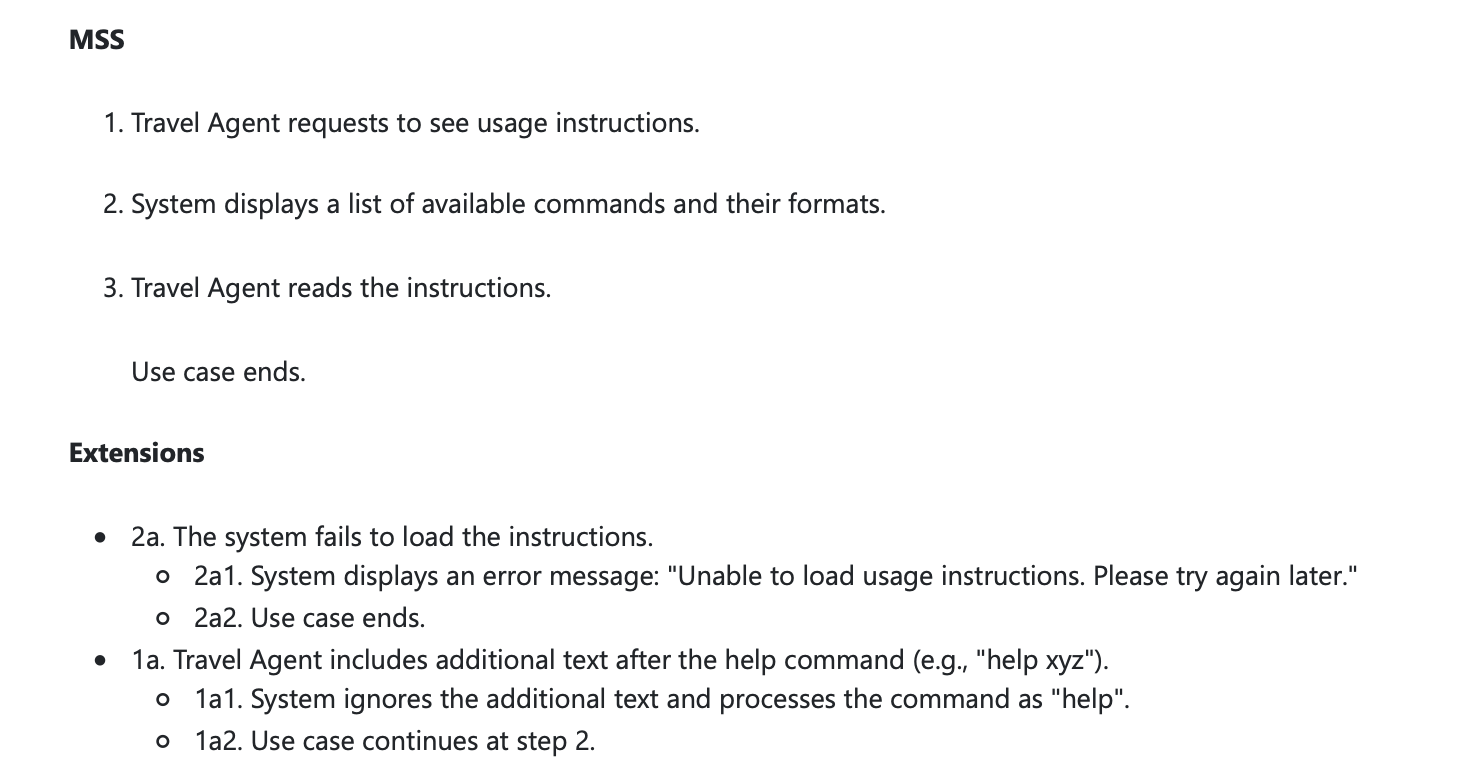 MSS
1. Travel Agent requests to see usage instructions.
2. System displays a list of available commands and their formats.
3. Travel Agent reads the instructions.
Use case ends.
Extensions
• 2a. The system fails to load the instructions.
◦ 2a1. System displays an error message: "Unable to load usage instructions. Please try again later."
◦ 2a2. Use case ends.
• 1a. Travel Agent includes additional text after the help command (e.g., "help xyz").
◦ 1a1. System ignores the additional text and processes the command as "help".
◦ 1a2. Use case continues at step 2.